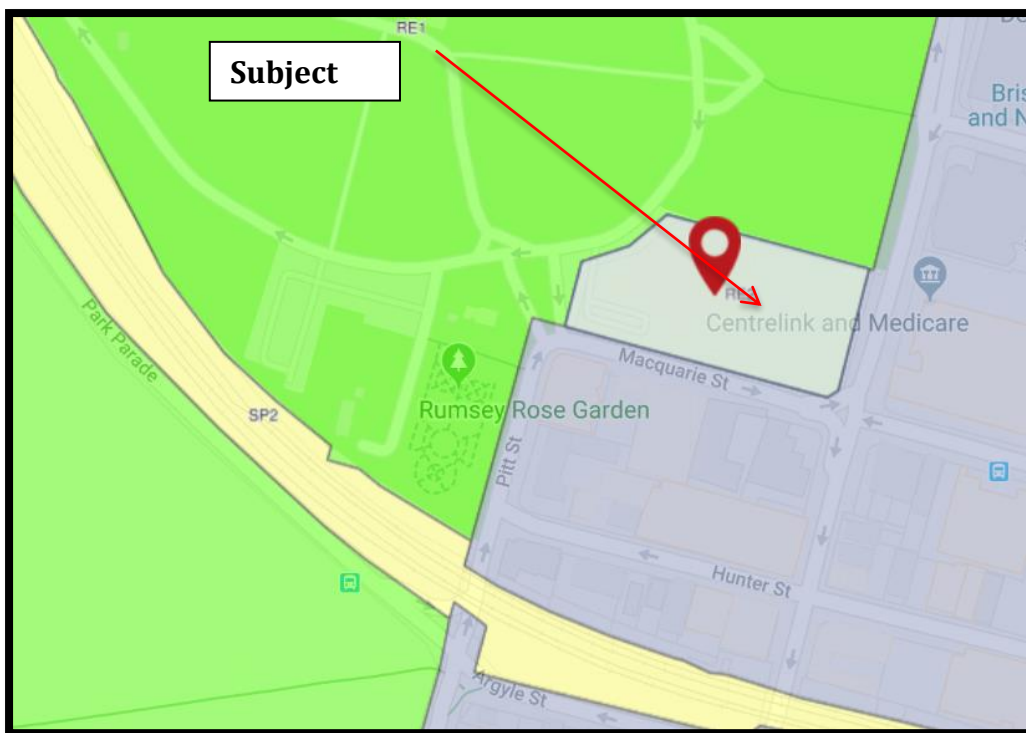 RE1
Subject
Bris
and N
Centrelink and Medicare
Macquarie St
Park Parade
Rumsey Rose Garden
SP2
Pitt St
Hunter St
Argyle St